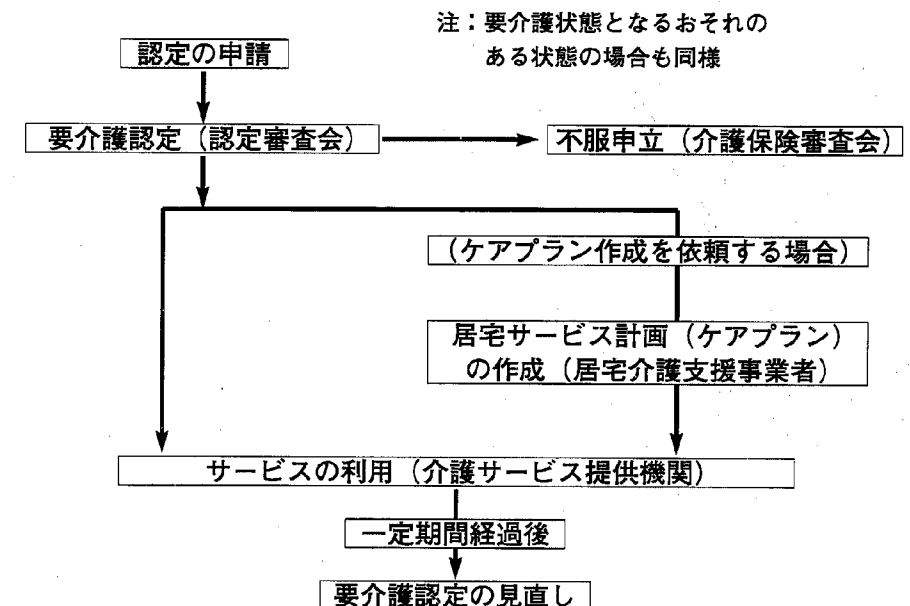 注：要介護状態となるおそれの
ある状態の場合も同様
認定の申請
要介護認定（認定審査会）
不服申立（介護保険審査会）
（ケアプラン作成を依頼する場合）
居宅サービス計画（ケアプラン）
の作成（居宅介護支援事業者）
サービスの利用（介護サービス提供機関）
一定期間経過後
要介護認定の見直し